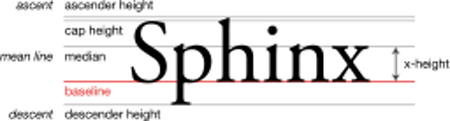 ascent ascender height
cap height
mean line median
Sphinx
x-height
baseline
descent descender height